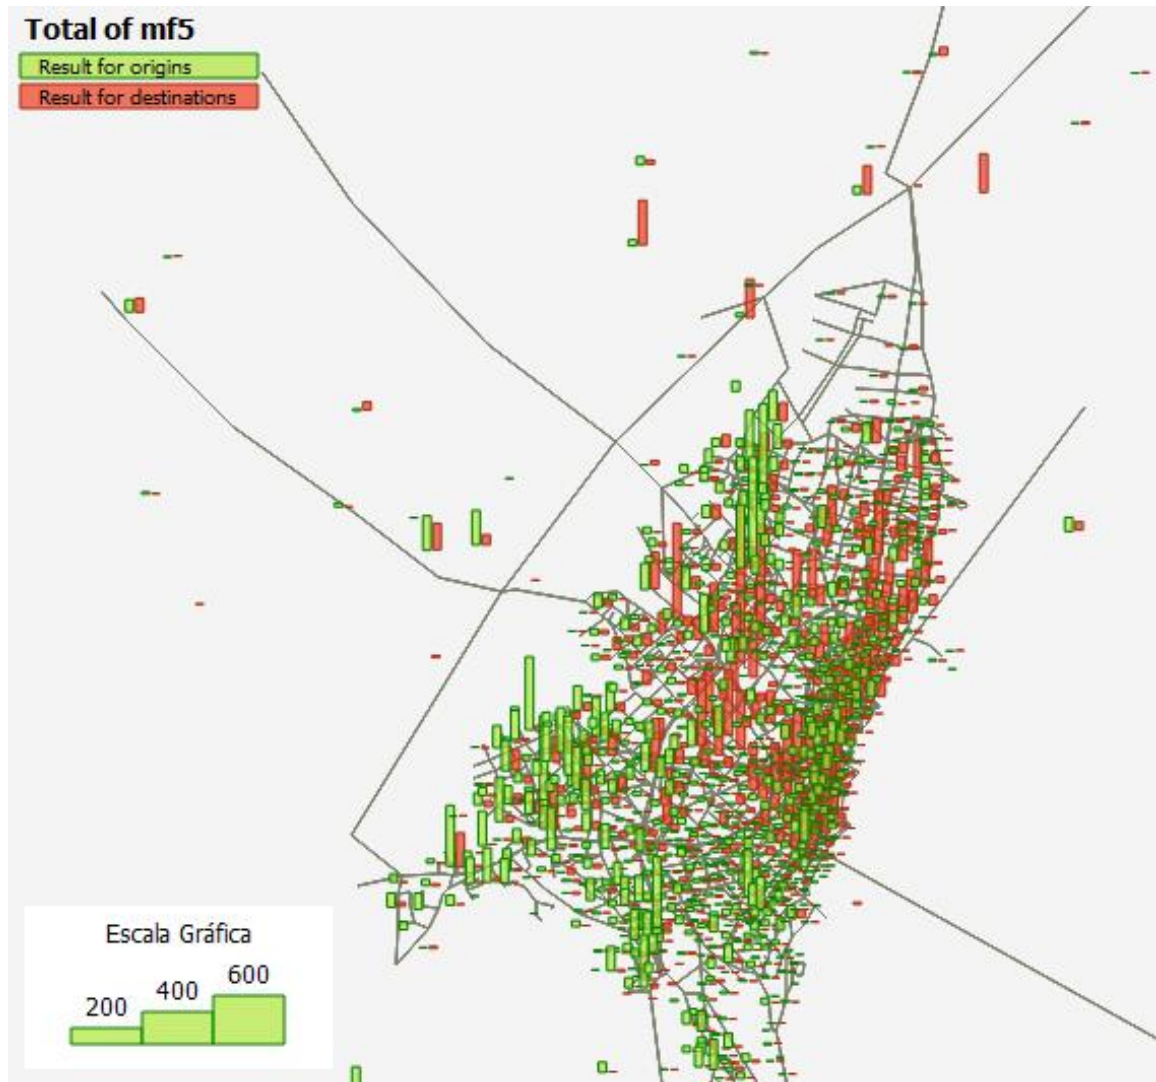 Total of mf5
Result for origins
Result for destinations
Escala Gráfica
200 400 600